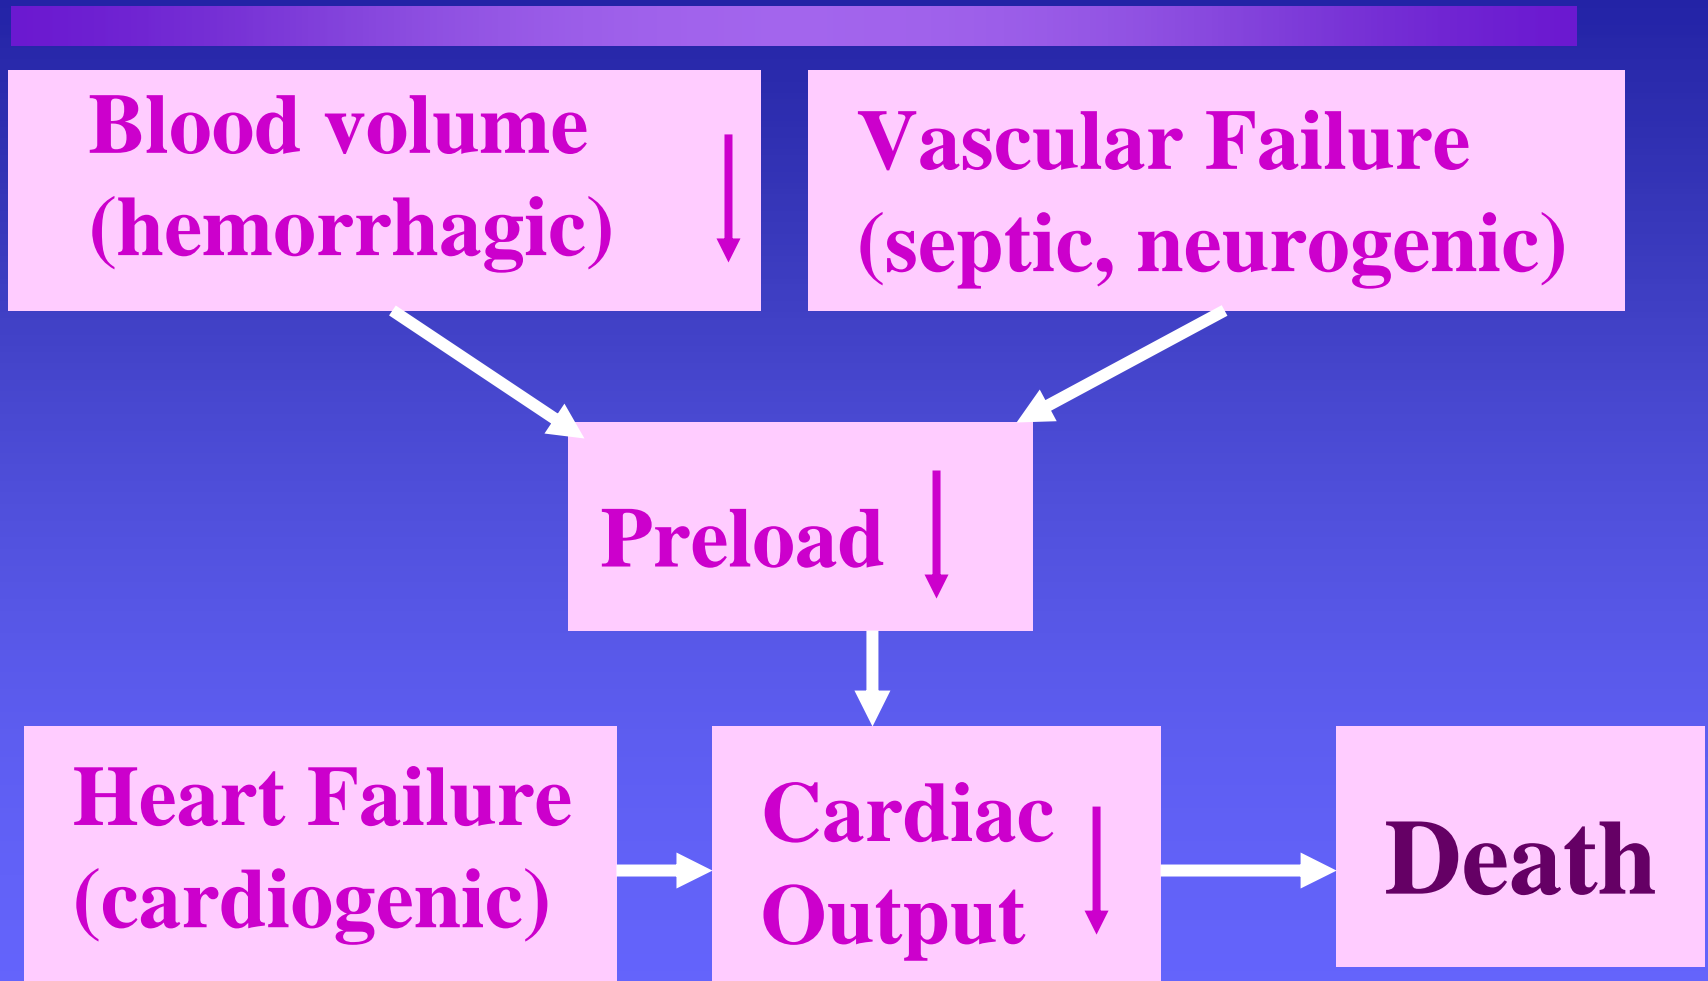 Blood volume
(hemorrhagic)
Vascular Failure
(septic, neurogenic)
Preload
Heart Failure
(cardiogenic)
Cardiac
Output
Death